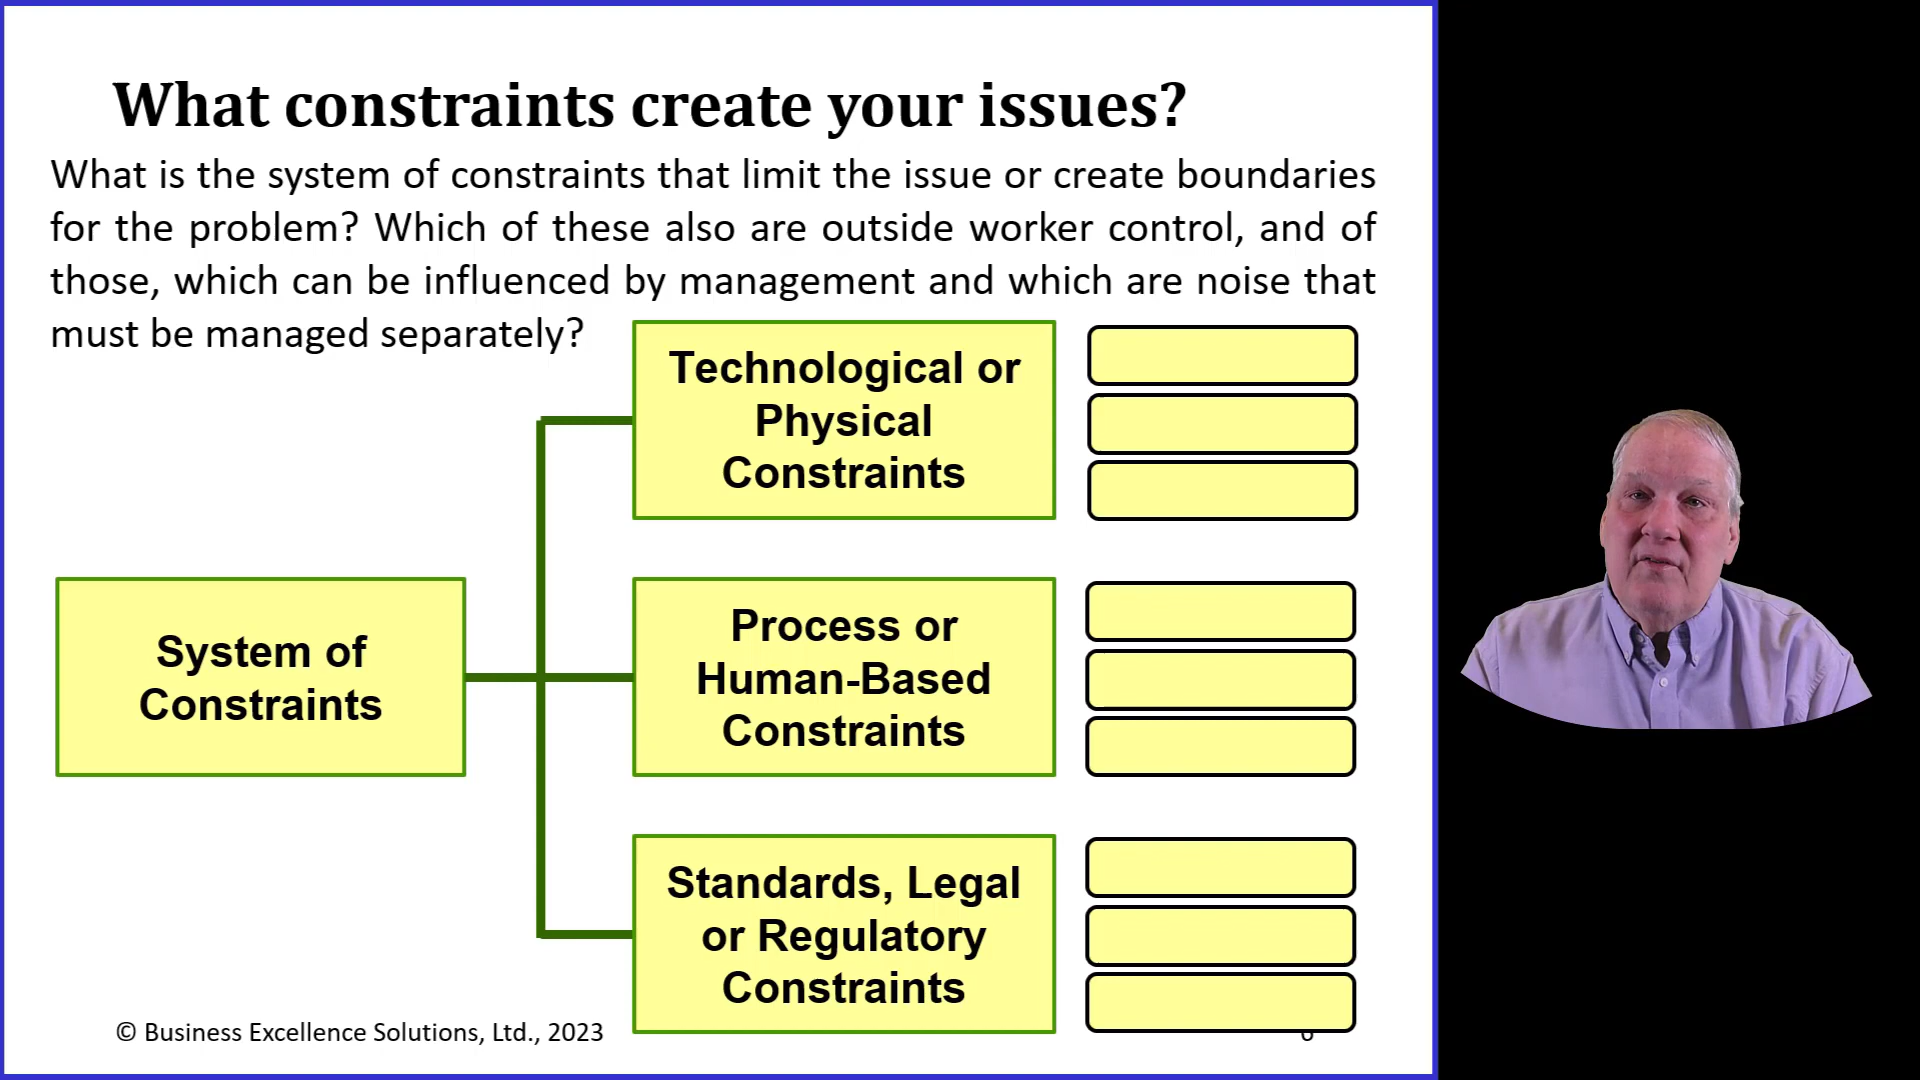 What constraints create your issues?
What is the system of constraints that limit the issue or create boundaries
for the problem? Which of these also are outside worker control, and of
those, which can be influenced by management and which are noise that
must be managed separately?
Technological or
Physical
Constraints
System of
Constraints
Process or
Human-Based
Constraints
Standards, Legal
or Regulatory
Constraints
© Business Excellence Solutions, Ltd., 2023